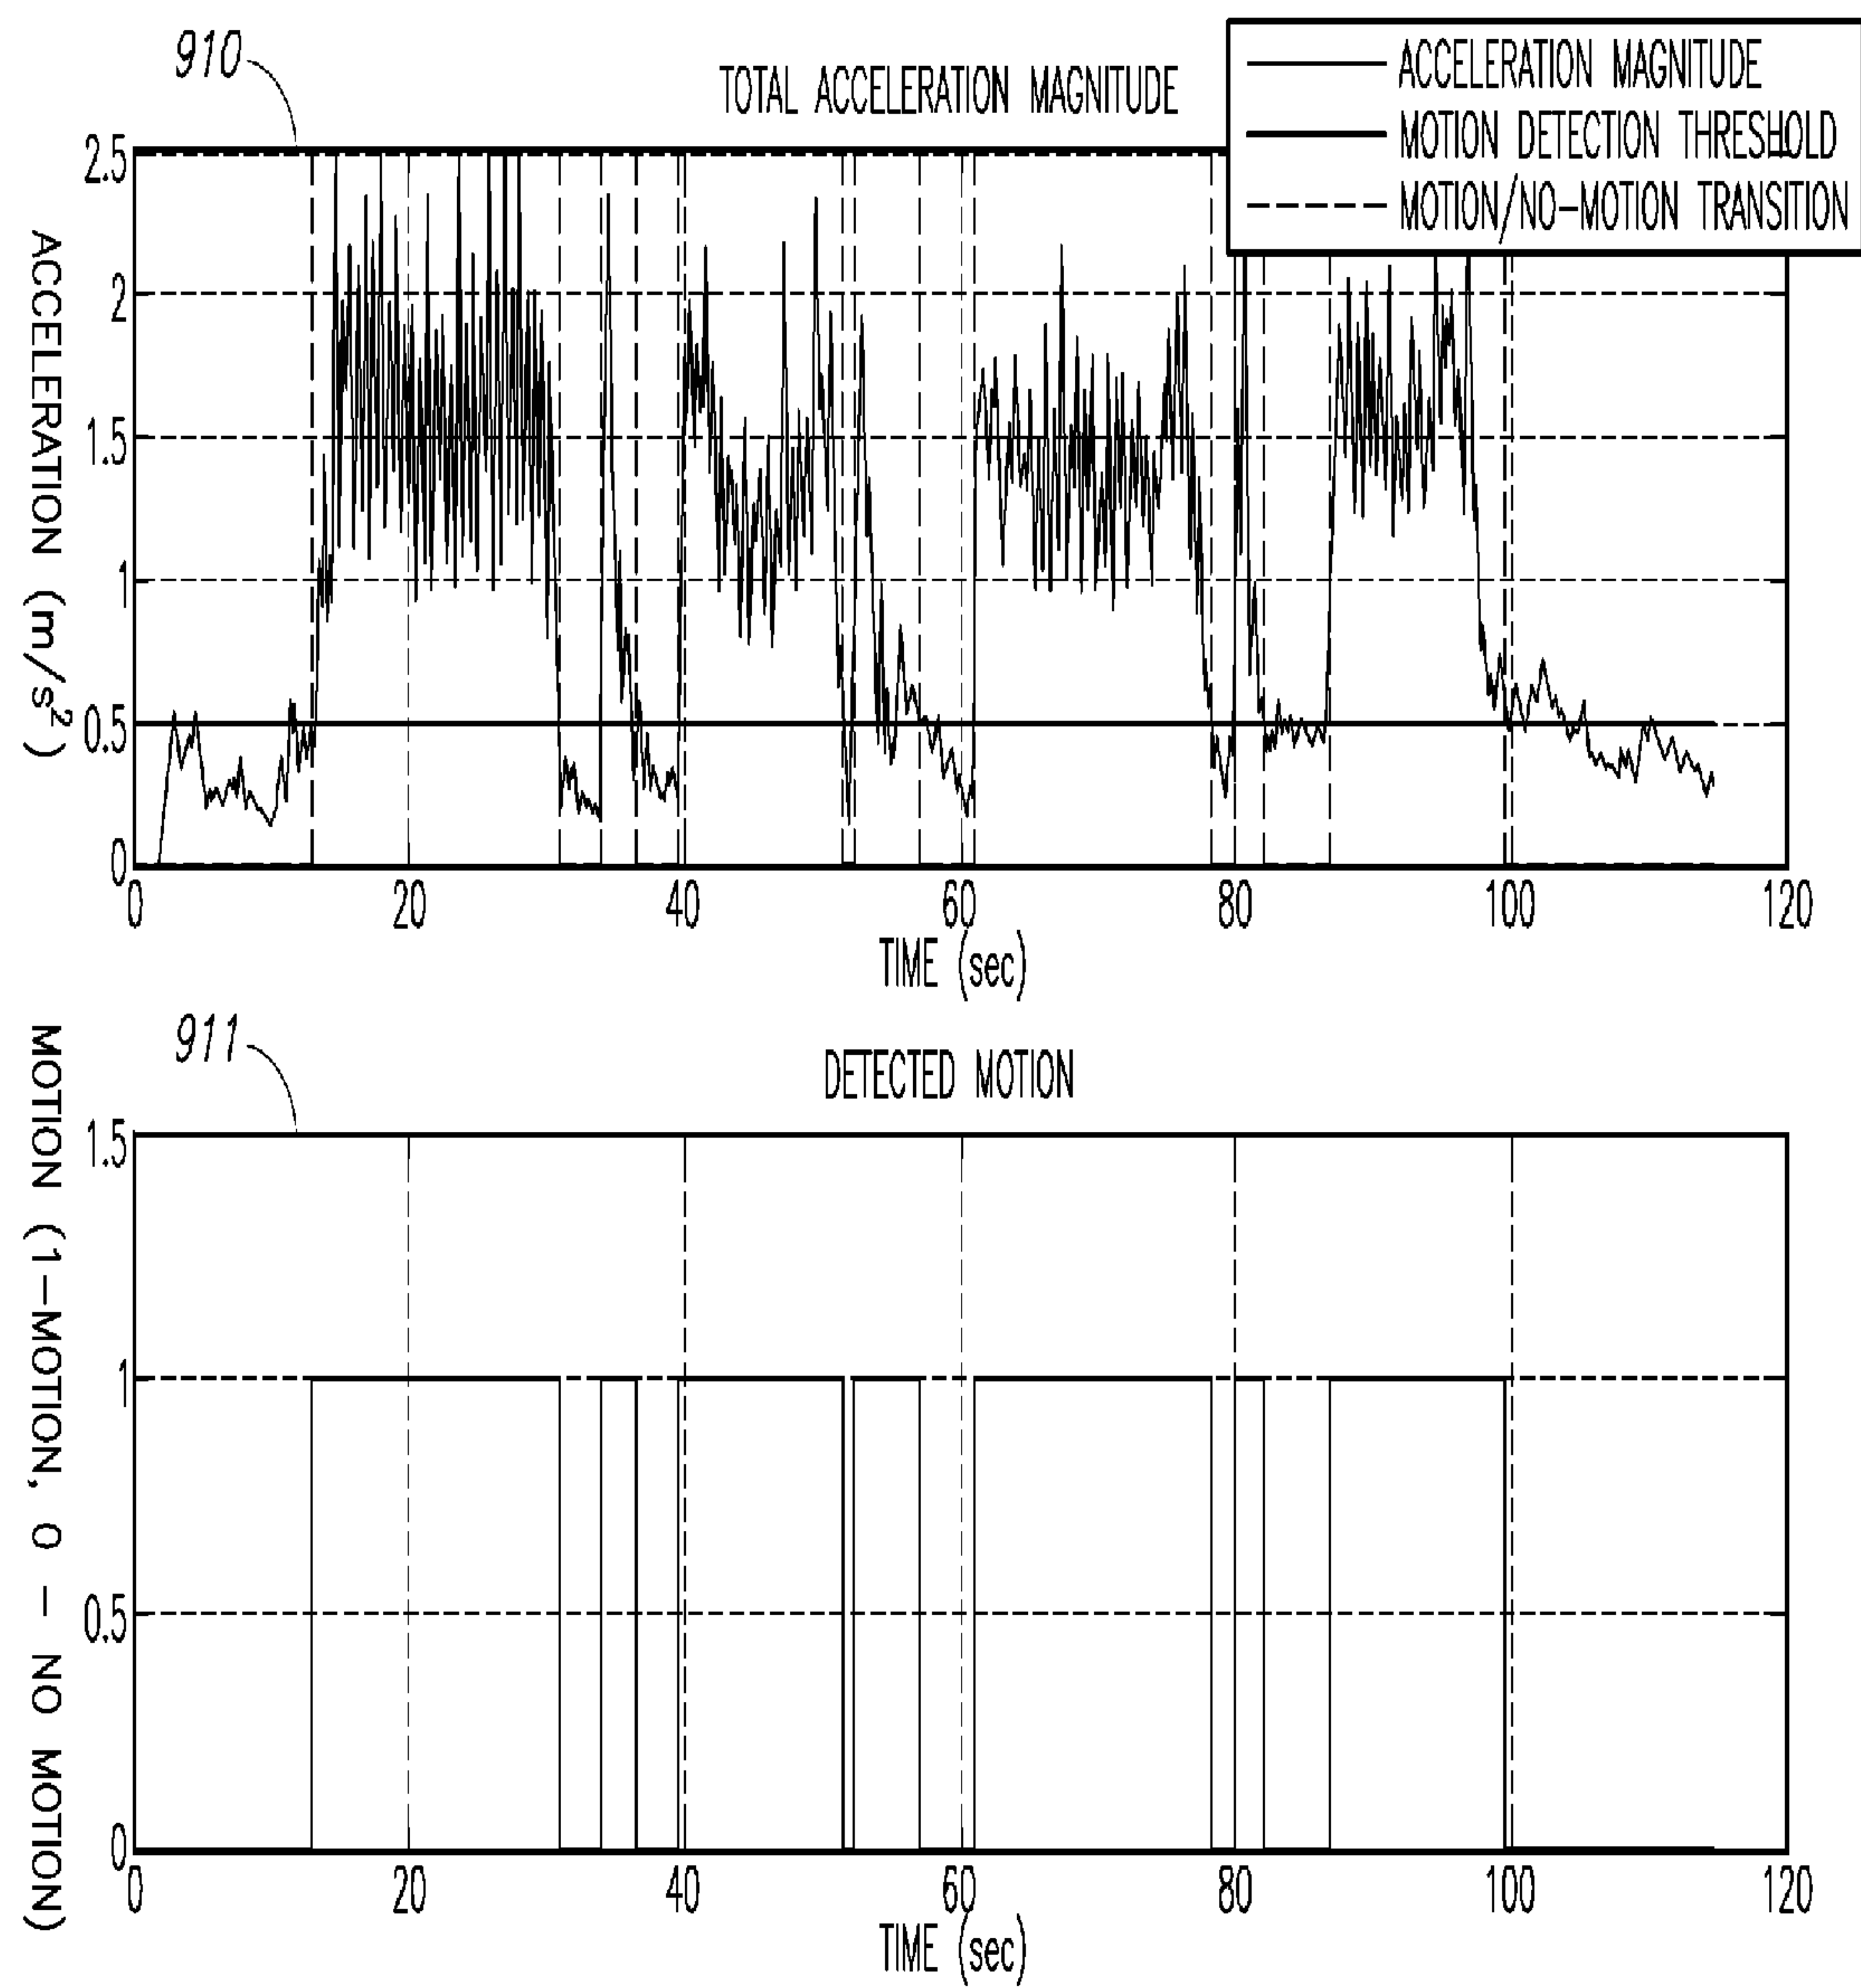 910
TOTAL ACCELERATION MAGNITUDE
ACCELERATION MAGNITUDE
MOTION DETECTION THRESHOLD
MOTION/NO-MOTION TRANSITION
ACCELERATION (m/s²)
2.5
2
1.5
1
0.5
0
0 20 40 60 80 100 120
TIME (sec)
911
DETECTED MOTION
MOTION (1-MOTION, 0 - NO MOTION)
1.5
1
0.5
0
0 20 40 60 80 100 120
TIME (sec)